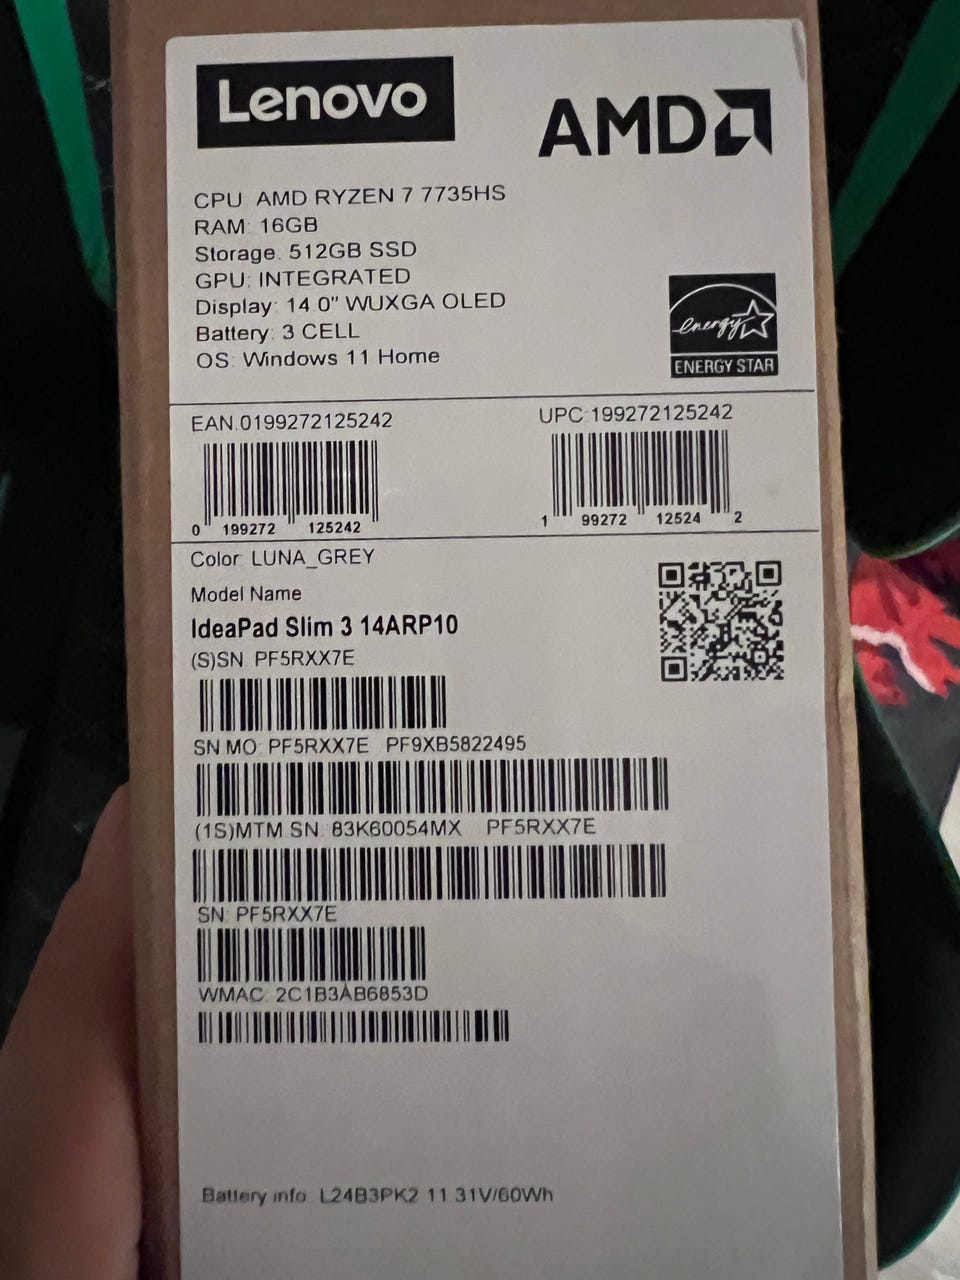 Lenovo
AMD
CPU: AMD RYZEN 7 7735HS
RAM: 16GB
Storage: 512GB SSD
GPU: INTEGRATED
Display: 14.0" WUXGA OLED
Battery: 3 CELL
OS: Windows 11 Home
energy
ENERGY STAR
EAN:0199272125242
UPC:199272125242
0 199272 125242
1 99272 12524 2
Color: LUNA_GREY
Model Name
IdeaPad Slim 3 14ARP10
(S)SN: PF5RXX7E
SN MO: PF5RXX7E PF9XB5822495
(1S)MTM SN: 83K60054MX PF5RXX7E
SN: PF5RXX7E
WMAC: 2C1B3AB6853D
Battery info: L24B3PK2 11.31V/60Wh